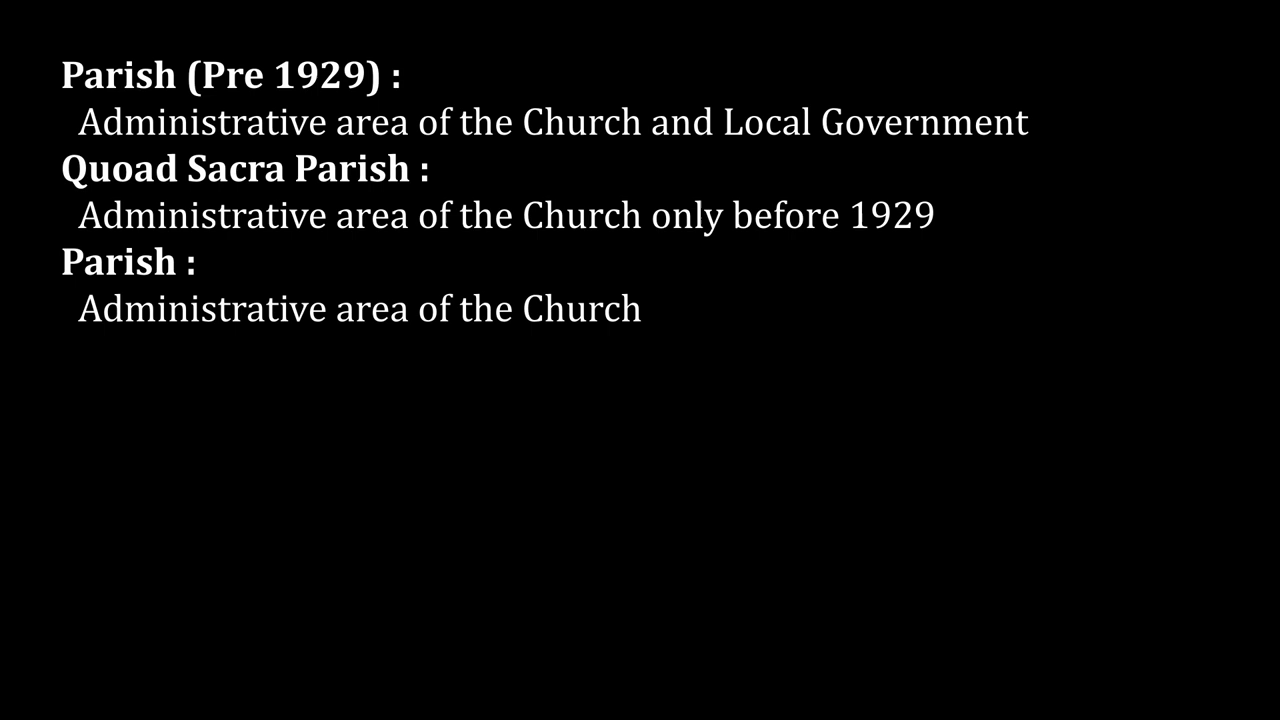 Parish (Pre 1929) :
Administrative area of the Church and Local Government
Quoad Sacra Parish :
Administrative area of the Church only before 1929
Parish :
Administrative area of the Church